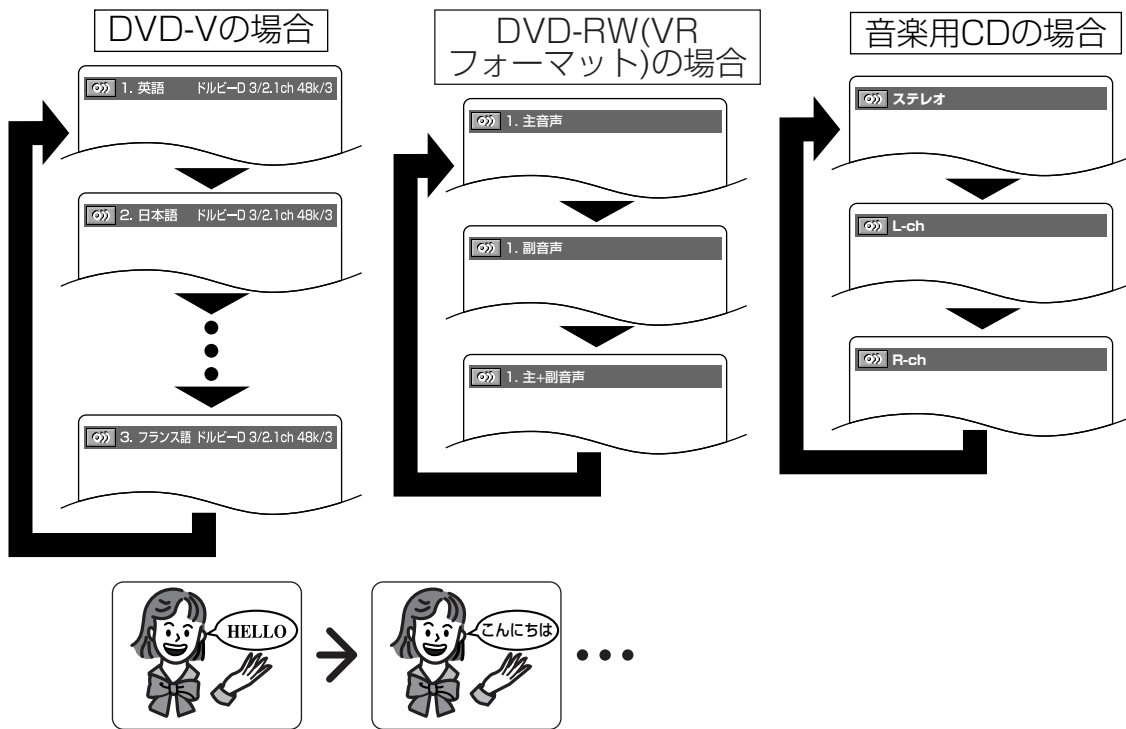 DVD-Vの場合
1. 英語 ドルビーD 3/2.1ch 48k/3
2. 日本語 ドルビーD 3/2.1ch 48k/3
3. フランス語 ドルビーD 3/2.1ch 48k/3
DVD-RW(VR
フォーマット)の場合
1. 主音声
1. 副音声
1. 主+副音声
音楽用CDの場合
ステレオ
L-ch
R-ch
HELLO
こんにちは